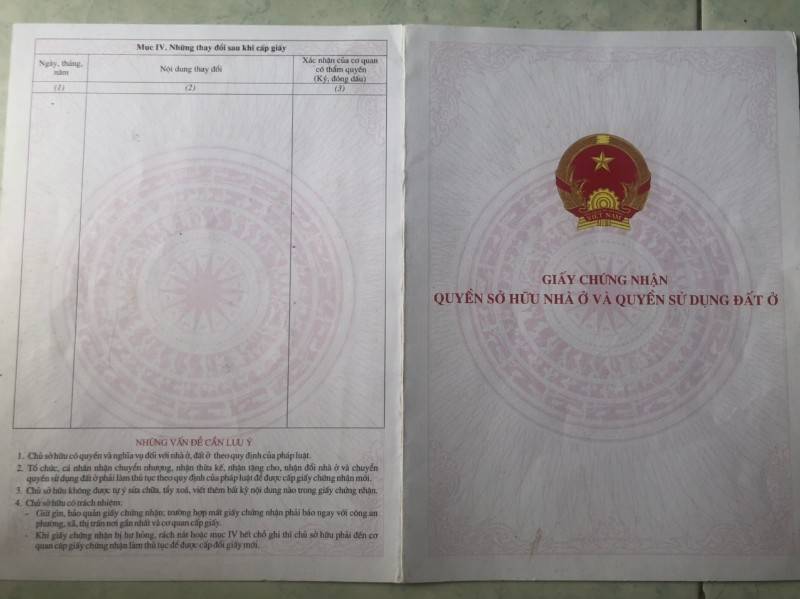 Mục IV. Những thay đổi sau khi cấp giấy
Ngày, tháng,
năm
Nội dung thay đổi
Xác nhận của cơ quan
có thẩm quyền
(Ký, đóng dấu)
(1)
(2)
(3)
NHỮNG VẤN ĐỀ CẦN LƯU Ý
1. Chủ sở hữu có quyền và nghĩa vụ đối với nhà ở, đất ở theo quy định của pháp luật.
2. Tổ chức, cá nhân nhận chuyển nhượng, nhận thừa kế, nhận tặng cho, nhận đổi nhà ở và chuyển
quyền sử dụng đất ở phải làm thủ tục theo quy định của pháp luật để được cấp giấy chứng nhận mới.
3. Chủ sở hữu không được tự ý sửa chữa, tẩy xoá, viết thêm bất kỳ nội dung nào trong giấy chứng nhận.
4. Chủ sở hữu có trách nhiệm:
- Giữ gìn, bảo quản giấy chứng nhận; trường hợp mất giấy chứng nhận phải báo ngay với công an
phường, xã, thị trấn nơi gần nhất và cơ quan cấp giấy.
- Khi giấy chứng nhận bị hư hỏng, rách nát hoặc mục IV hết chỗ ghi thì chủ sở hữu phải đến cơ
quan cấp giấy chứng nhận làm thủ tục để được cấp đổi giấy mới.
VIỆT NAM
GIẤY CHỨNG NHẬN
QUYỀN SỞ HỮU NHÀ Ở VÀ QUYỀN SỬ DỤNG ĐẤT Ở